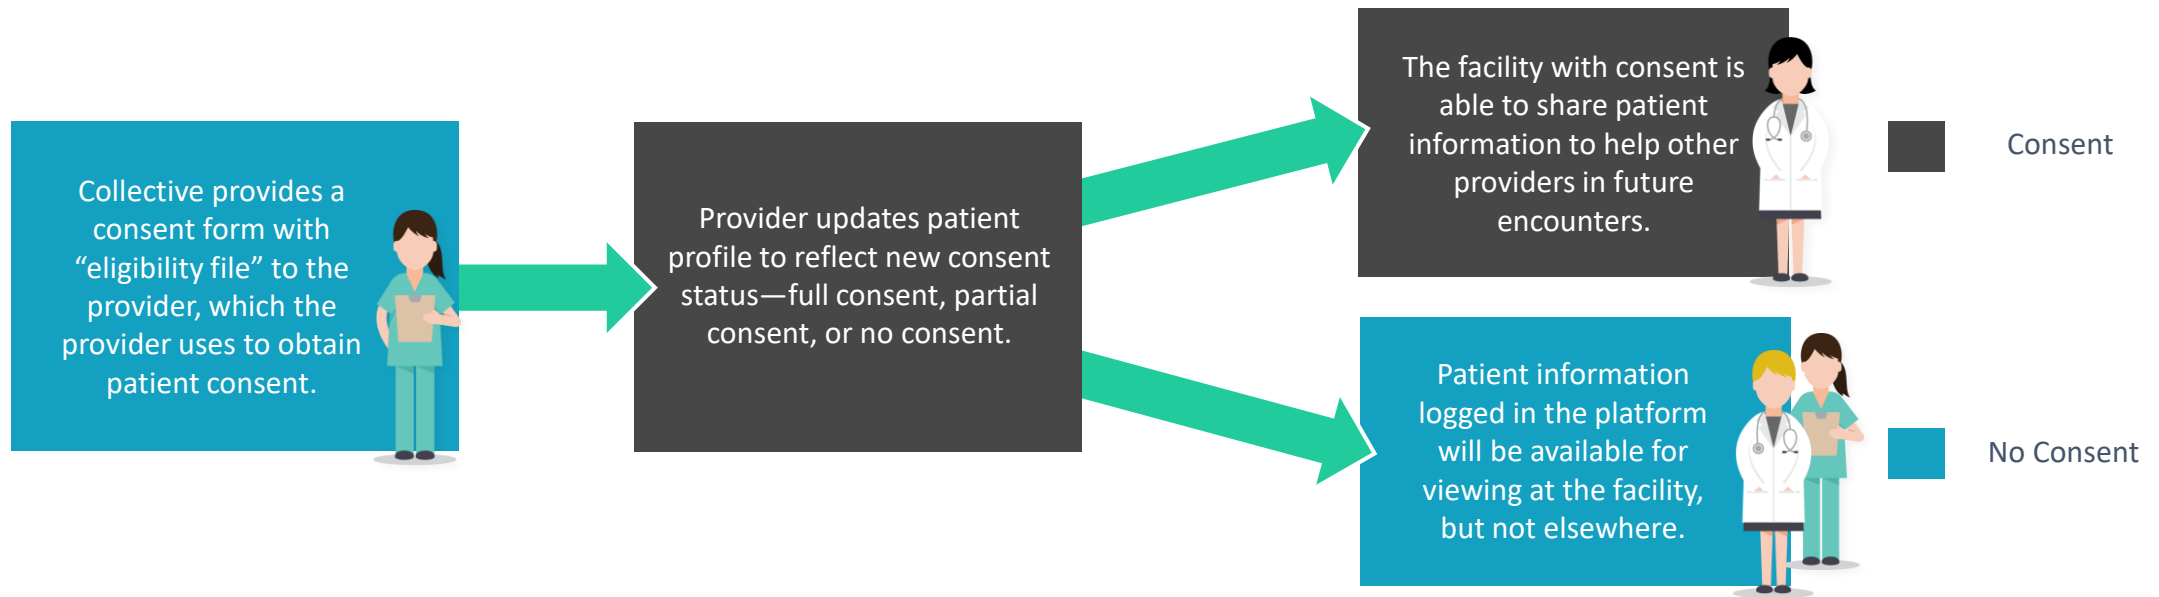 Collective provides a
consent form with
“eligibility file” to the
provider, which the
provider uses to obtain
patient consent.
Provider updates patient
profile to reflect new consent
status—full consent, partial
consent, or no consent.
The facility with consent is
able to share patient
information to help other
providers in future
encounters.
Patient information
logged in the platform
will be available for
viewing at the facility,
but not elsewhere.
Consent
No Consent